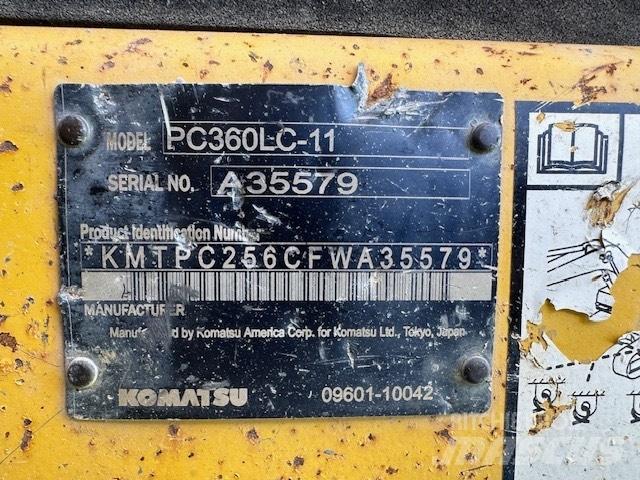 MODEL PC360LC-11
SERIAL NO. A35579
Product Identification Number
*KMTPC256CFWA35579*
MANUFACTURER
Manufactured by Komatsu America Corp. for Komatsu Ltd., Tokyo, Japan
KOMATSU 09601-10042
MASCUS